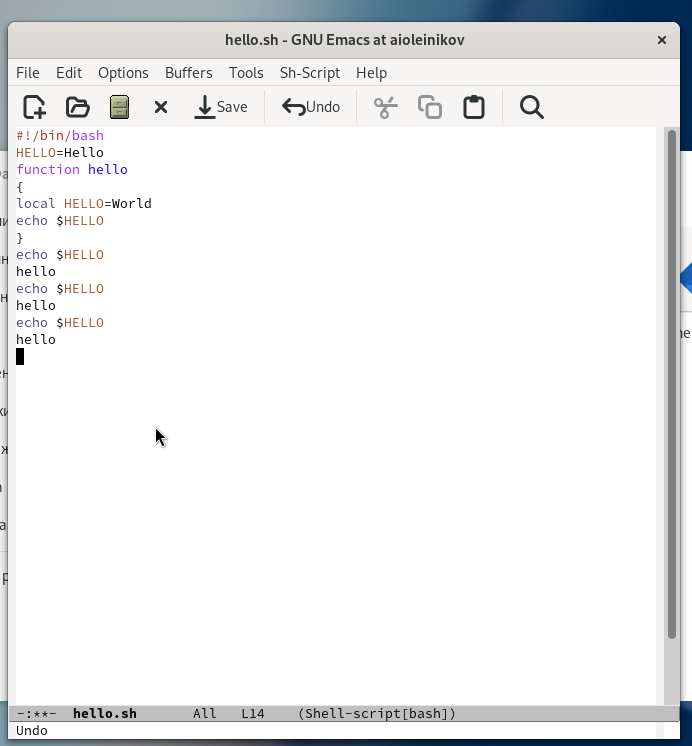 hello.sh - GNU Emacs at aioleinikov
File Edit Options Buffers Tools Sh-Script Help
Save Undo
#!/bin/bash
HELLO=Hello
function hello
{
local HELLO=World
echo $HELLO
}
echo $HELLO
hello
echo $HELLO
hello
echo $HELLO
hello
-:**- hello.sh All L14 (Shell-script[bash])
Undo